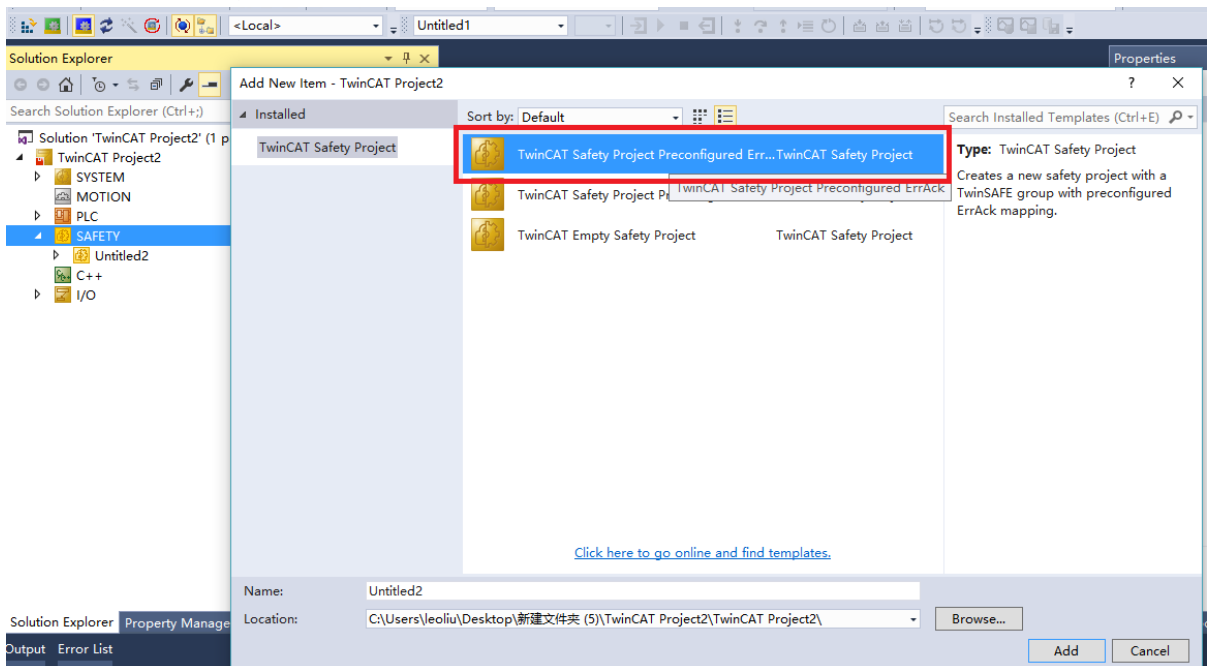 <Local>
Untitled1
Solution Explorer
Properties
Search Solution Explorer (Ctrl+;)
Solution 'TwinCAT Project2' (1 p
TwinCAT Project2
SYSTEM
MOTION
PLC
SAFETY
Untitled2
C++
I/O
Add New Item - TwinCAT Project2
?
Installed
TwinCAT Safety Project
Sort by: Default
Search Installed Templates (Ctrl+E)
TwinCAT Safety Project Preconfigured Err...TwinCAT Safety Project
TwinCAT Safety Project Pr
TwinCAT Safety Project Preconfigured ErrAck
TwinCAT Empty Safety Project TwinCAT Safety Project
Type: TwinCAT Safety Project
Creates a new safety project with a
TwinSAFE group with preconfigured
ErrAck mapping.
Click here to go online and find templates.
Name: Untitled2
Location: C:\Users\leoliu\Desktop\新建文件夹 (5)\TwinCAT Project2\TwinCAT Project2\
Browse...
Add Cancel
Solution Explorer Property Manage
Output Error List